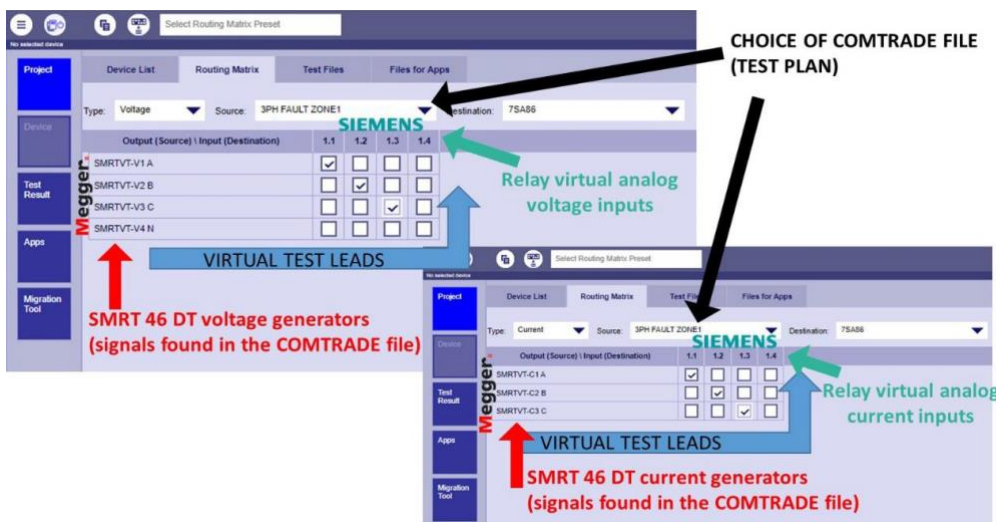 Select Routing Matrix Preset
No selected device
Project
Device
Test
Result
Apps
Migration
Tool
Device List
Routing Matrix
Test Files
Files for Apps
Type:
Voltage
Source:
3PH FAULT ZONE1
Destination:
7SA86
SIEMENS
Output (Source) \ Input (Destination)
1.1
1.2
1.3
1.4
SMRTVT-V1 A
SMRTVT-V2 B
SMRTVT-V3 C
SMRTVT-V4 N
Megger
VIRTUAL TEST LEADS
SMRT 46 DT voltage generators
(signals found in the COMTRADE file)
Relay virtual analog
voltage inputs
CHOICE OF COMTRADE FILE
(TEST PLAN)
Select Routing Matrix Preset
No selected device
Project
Device
Test
Result
Apps
Migration
Tool
Device List
Routing Matrix
Test Files
Files for Apps
Type:
Current
Source:
3PH FAULT ZONE1
Destination:
7SA86
SIEMENS
Output (Source) \ Input (Destination)
1.1
1.2
1.3
1.4
SMRTVT-C1 A
SMRTVT-C2 B
SMRTVT-C3 C
Megger
VIRTUAL TEST LEADS
SMRT 46 DT current generators
(signals found in the COMTRADE file)
Relay virtual analog
current inputs